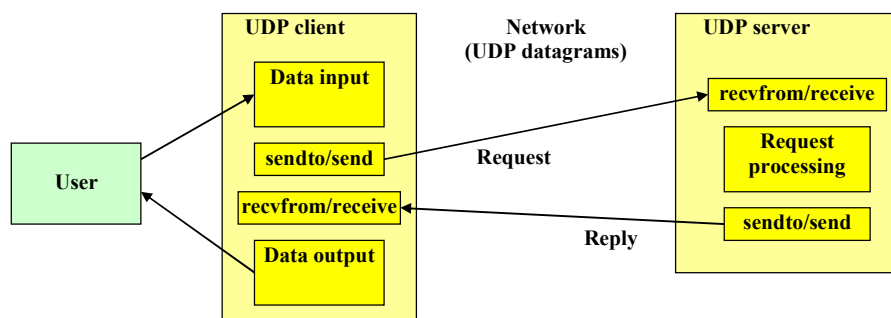 UDP client
Data input
sendto/send
recvfrom/receive
Data output
User
Network
(UDP datagrams)
Request
Reply
UDP server
recvfrom/receive
Request
processing
sendto/send